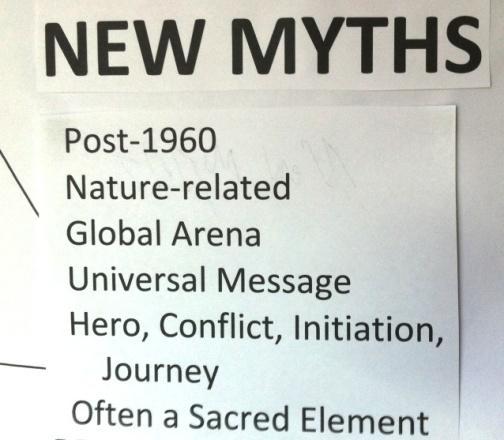 NEW MYTHS
Post-1960
Nature-related
Global Arena
Universal Message
Hero, Conflict, Initiation,
Journey
Often a Sacred Element